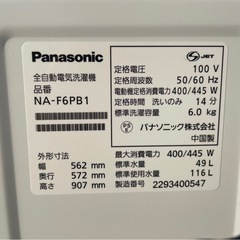 Panasonic
全自動電気洗濯機
品番
NA-F6PB1
外形寸法
幅 562 mm
奥行 572 mm
高さ 907 mm
JET
定格電圧 100 V
定格周波数 50/60 Hz
電動機定格消費電力 400/445 W
定格時間 洗いのみ 14 分
標準洗濯容量 6.0 kg
パナソニック株式会社
中国製
最大消費電力 400/445 W
標準水量 49 L
標準使用水量 116 L
製造番号 2293400547